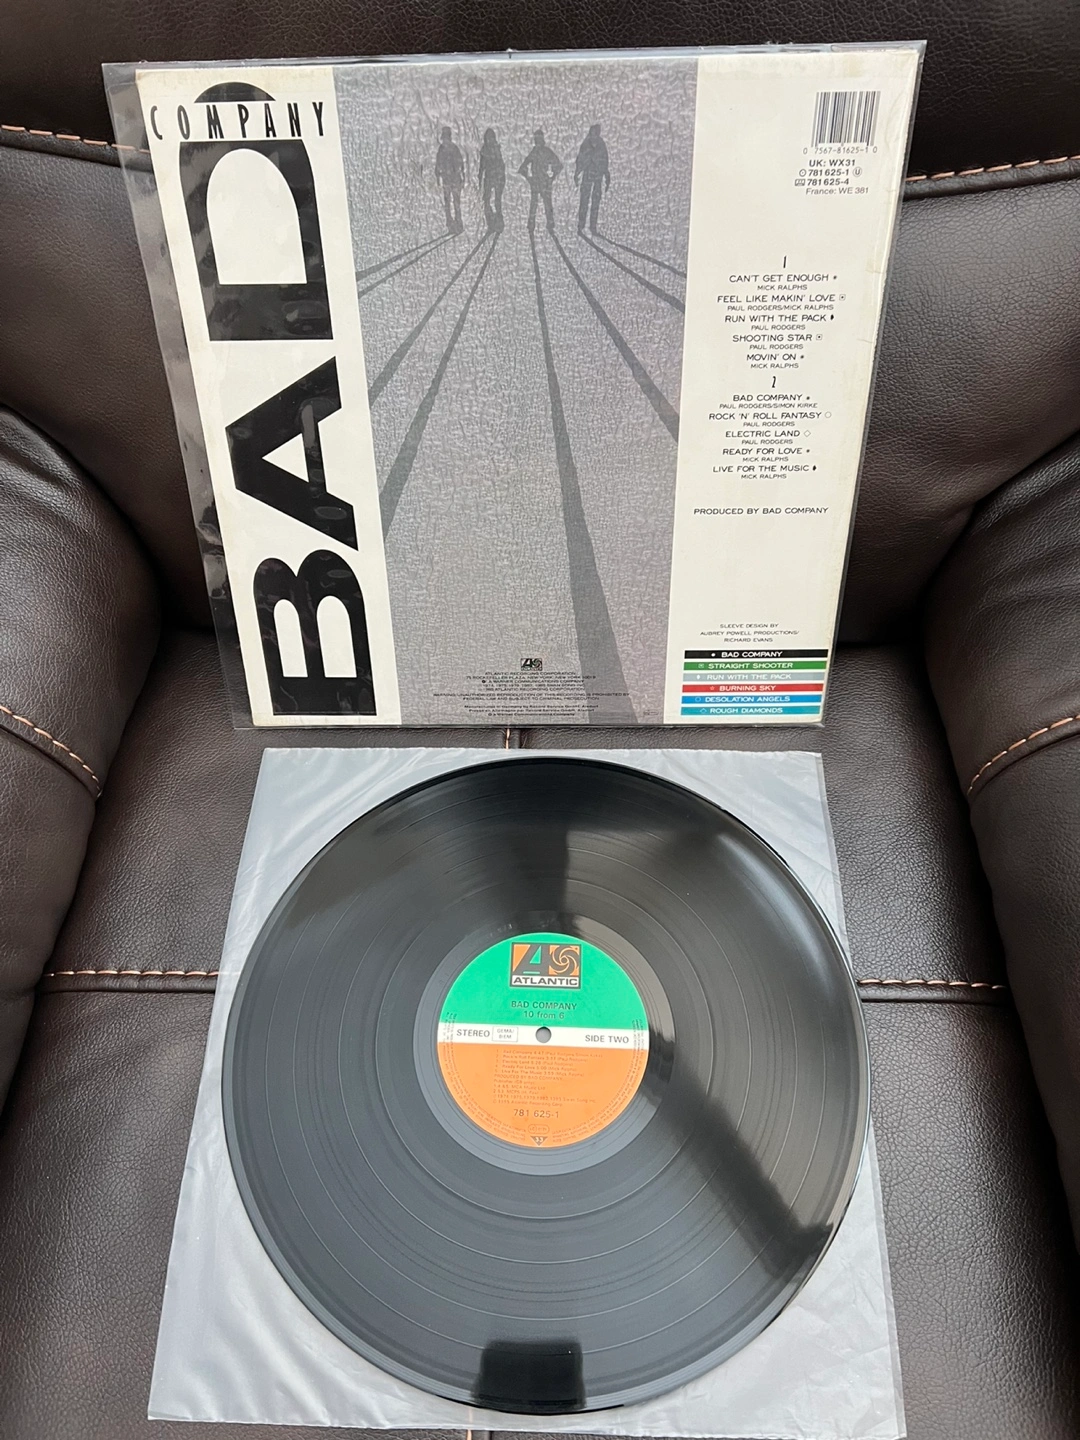 COMPANY
BAD
0 7567-81625-1 0
UK: WX31
781 625-1 U
781 625-4
France: WE 381
1
CAN'T GET ENOUGH
MICK RALPHS
FEEL LIKE MAKIN' LOVE
PAUL RODGERS/MICK RALPHS
RUN WITH THE PACK
PAUL RODGERS
SHOOTING STAR
PAUL RODGERS
MOVIN' ON
MICK RALPHS
2
BAD COMPANY
PAUL RODGERS/SIMON KIRKE
ROCK 'N' ROLL FANTASY
PAUL RODGERS
ELECTRIC LAND
PAUL RODGERS
READY FOR LOVE
MICK RALPHS
LIVE FOR THE MUSIC
MICK RALPHS
PRODUCED BY BAD COMPANY
SLEEVE DESIGN BY
AUBREY POWELL PRODUCTIONS/
RICHARD EVANS
BAD COMPANY
STRAIGHT SHOOTER
RUN WITH THE PACK
BURNING SKY
DESOLATION ANGELS
ROUGH DIAMONDS
ATLANTIC
BAD COMPANY
10 from 6
STEREO
GEMA
BIEM
SIDE TWO
781 625-1
33